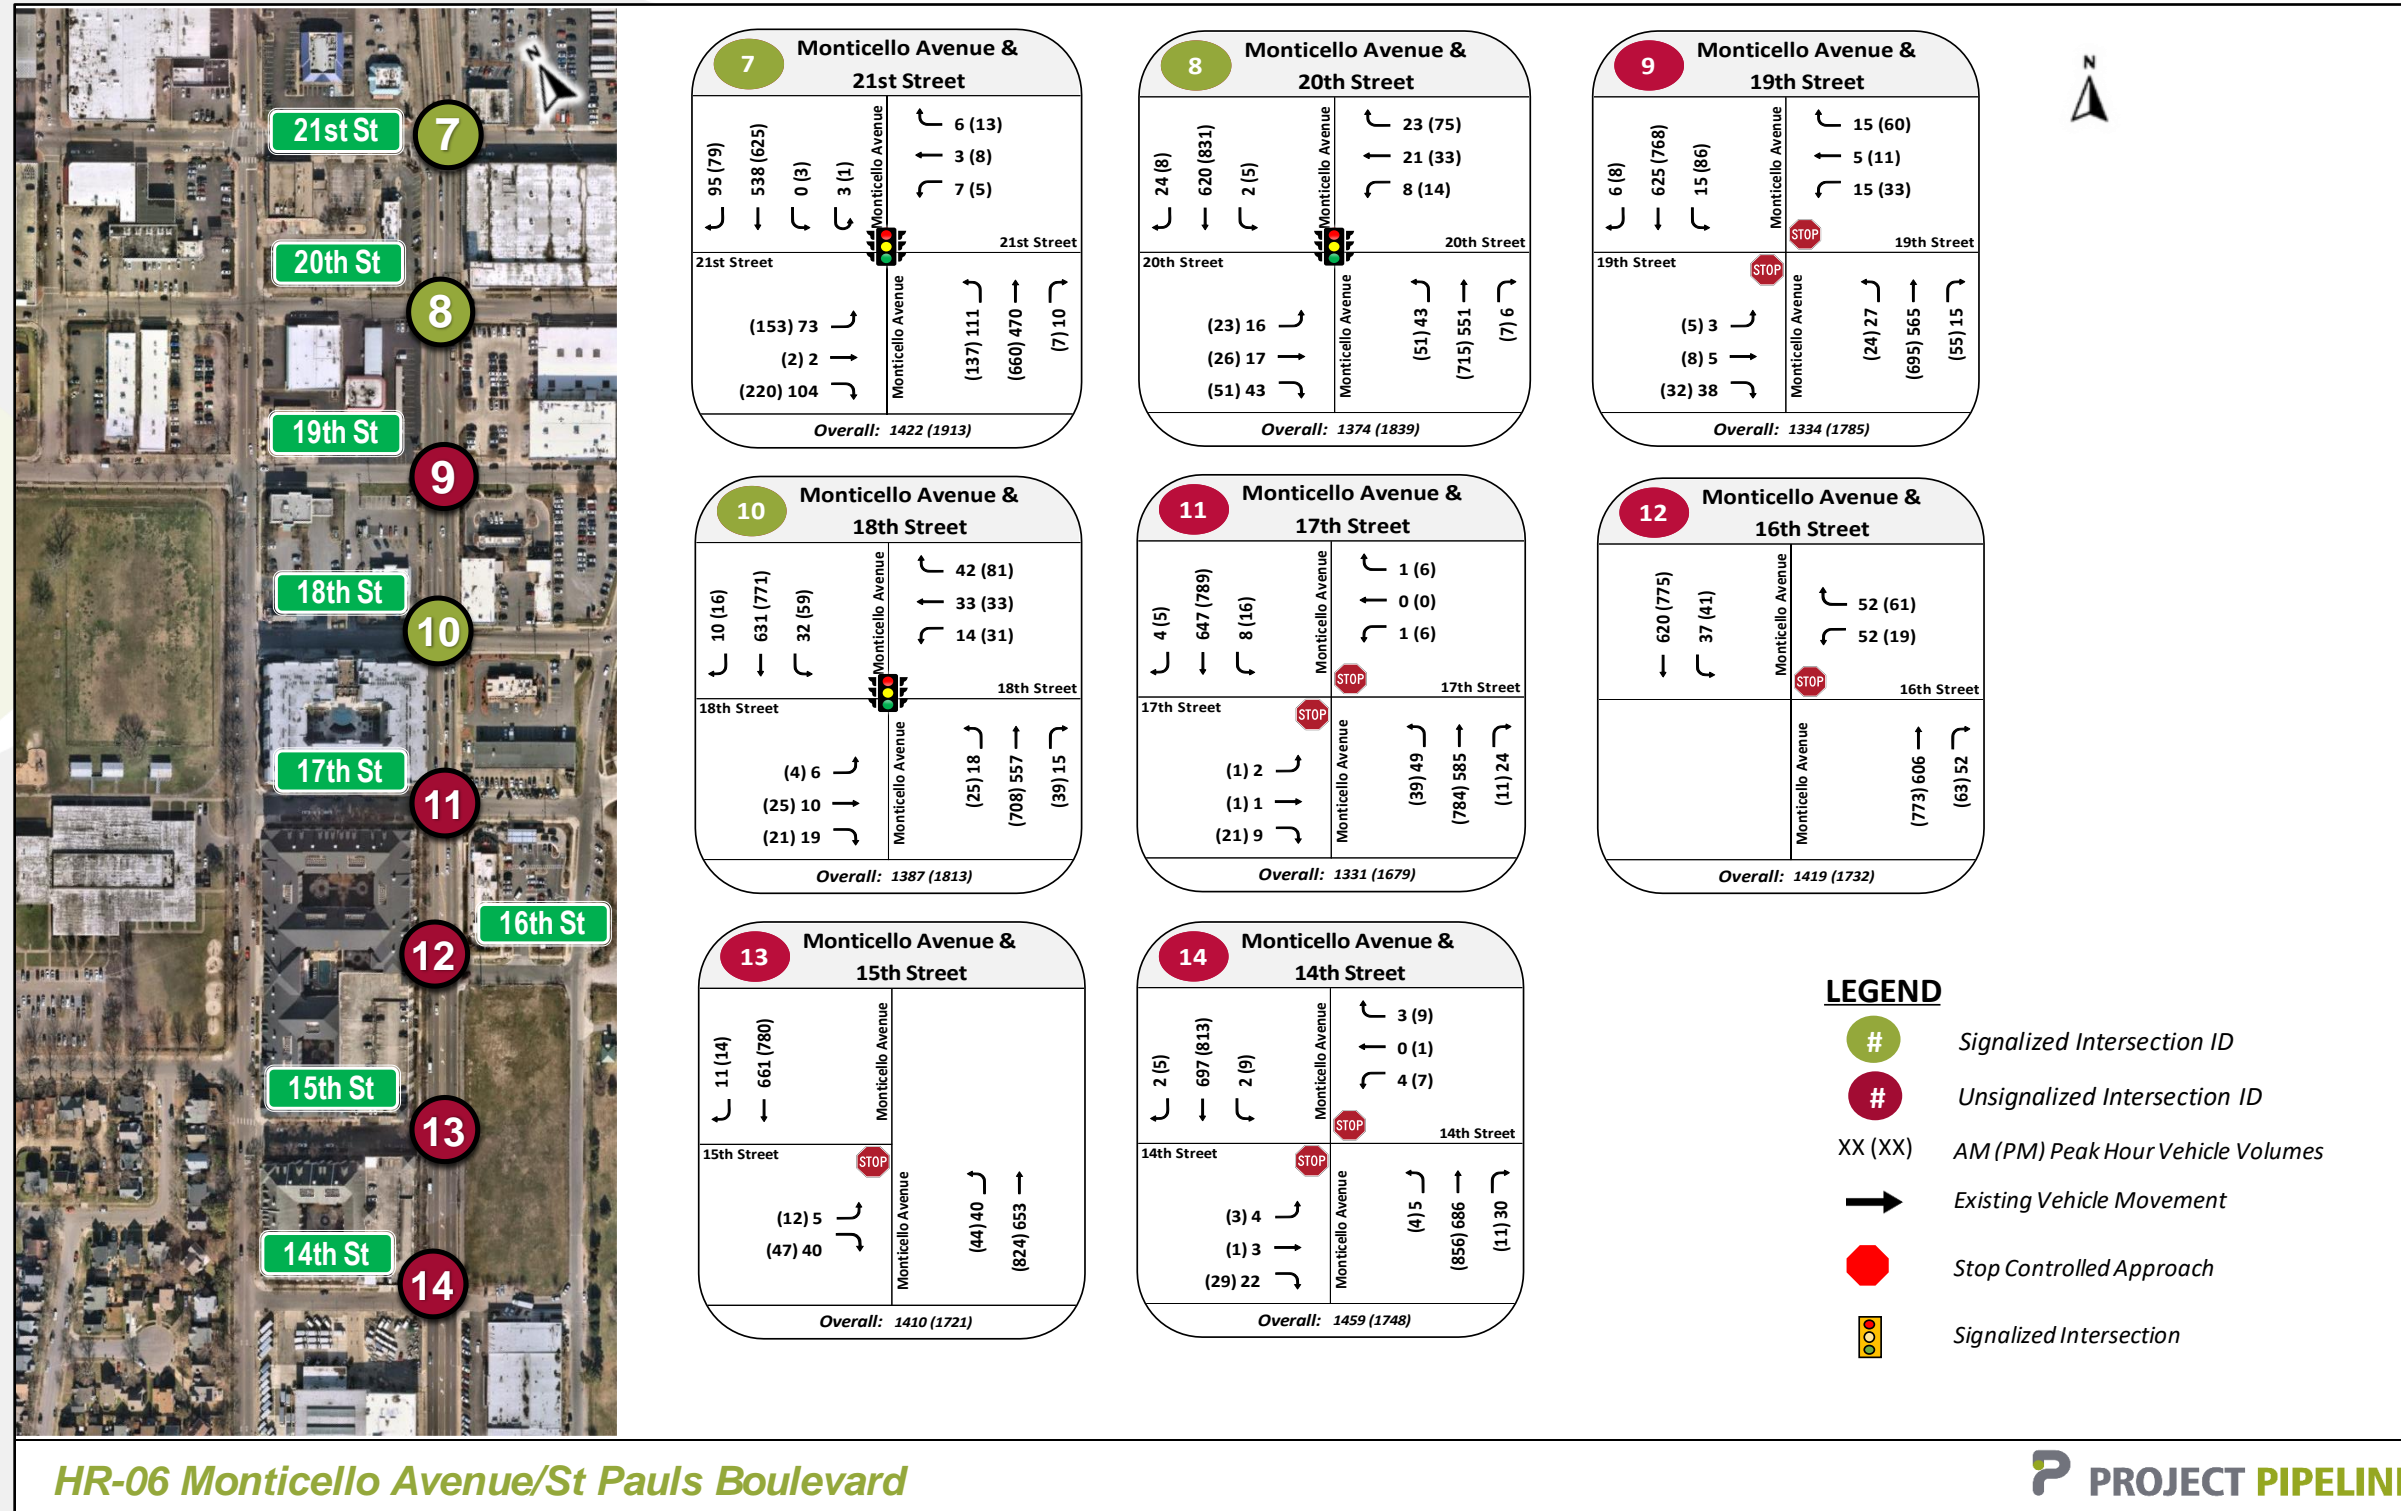 N
21st St
7
20th St
8
19th St
9
18th St
10
17th St
11
16th St
12
15th St
13
14th St
14
7
Monticello Avenue &
21st Street
95 (79)
538 (625)
0 (3)
3 (1)
Monticello Avenue
6 (13)
3 (8)
7 (5)
21st Street
21st Street
(153) 73
(2) 2
(220) 104
Monticello Avenue
(137) 111
(660) 470
(7) 10
Overall: 1422 (1913)
8
Monticello Avenue &
20th Street
24 (8)
620 (831)
2 (5)
Monticello Avenue
23 (75)
21 (33)
8 (14)
20th Street
20th Street
(23) 16
(26) 17
(51) 43
Monticello Avenue
(51) 43
(715) 551
(7) 6
Overall: 1374 (1839)
9
Monticello Avenue &
19th Street
6 (8)
625 (768)
15 (86)
Monticello Avenue
15 (60)
5 (11)
15 (33)
STOP
19th Street
19th Street
STOP
(5) 3
(8) 5
(32) 38
Monticello Avenue
(24) 27
(695) 565
(55) 15
Overall: 1334 (1785)
N
10
Monticello Avenue &
18th Street
10 (16)
631 (771)
32 (59)
Monticello Avenue
42 (81)
33 (33)
14 (31)
18th Street
18th Street
(4) 6
(25) 10
(21) 19
Monticello Avenue
(25) 18
(708) 557
(39) 15
Overall: 1387 (1813)
11
Monticello Avenue &
17th Street
4 (5)
647 (789)
8 (16)
Monticello Avenue
1 (6)
0 (0)
1 (6)
STOP
17th Street
17th Street
STOP
(1) 2
(1) 1
(21) 9
Monticello Avenue
(39) 49
(784) 585
(11) 24
Overall: 1331 (1679)
12
Monticello Avenue &
16th Street
620 (775)
37 (41)
Monticello Avenue
52 (61)
52 (19)
STOP
16th Street
Monticello Avenue
(773) 606
(63) 52
Overall: 1419 (1732)
13
Monticello Avenue &
15th Street
11 (14)
661 (780)
Monticello Avenue
15th Street
STOP
(12) 5
(47) 40
Monticello Avenue
(44) 40
(824) 653
Overall: 1410 (1721)
14
Monticello Avenue &
14th Street
2 (5)
697 (813)
2 (9)
Monticello Avenue
3 (9)
0 (1)
4 (7)
STOP
14th Street
14th Street
STOP
(3) 4
(1) 3
(29) 22
Monticello Avenue
(4) 5
(856) 686
(11) 30
Overall: 1459 (1748)
LEGEND
# Signalized Intersection ID
# Unsignalized Intersection ID
XX (XX) AM (PM) Peak Hour Vehicle Volumes
Existing Vehicle Movement
Stop Controlled Approach
Signalized Intersection
HR-06 Monticello Avenue/St Pauls Boulevard
PROJECT PIPELIN